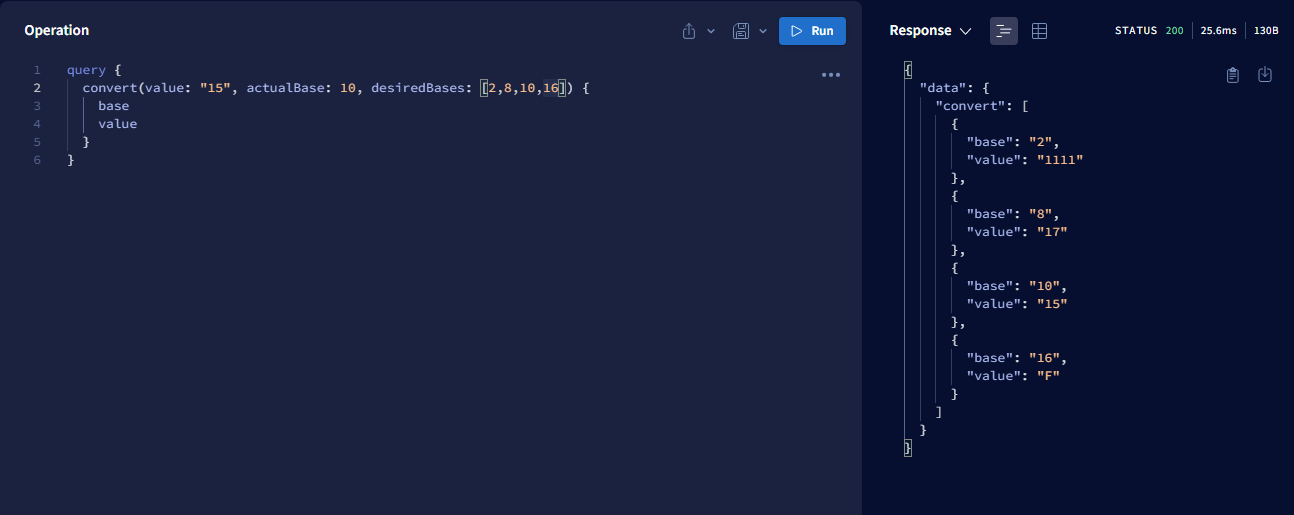 Operation
Run
1 query {
2 convert(value: "15", actualBase: 10, desiredBases: [2,8,10,16]) {
3 base
4 value
5 }
6 }
Response
STATUS 200 25.6ms 130B
{
"data": {
"convert": [
{
"base": "2",
"value": "1111"
},
{
"base": "8",
"value": "17"
},
{
"base": "10",
"value": "15"
},
{
"base": "16",
"value": "F"
}
]
}
}